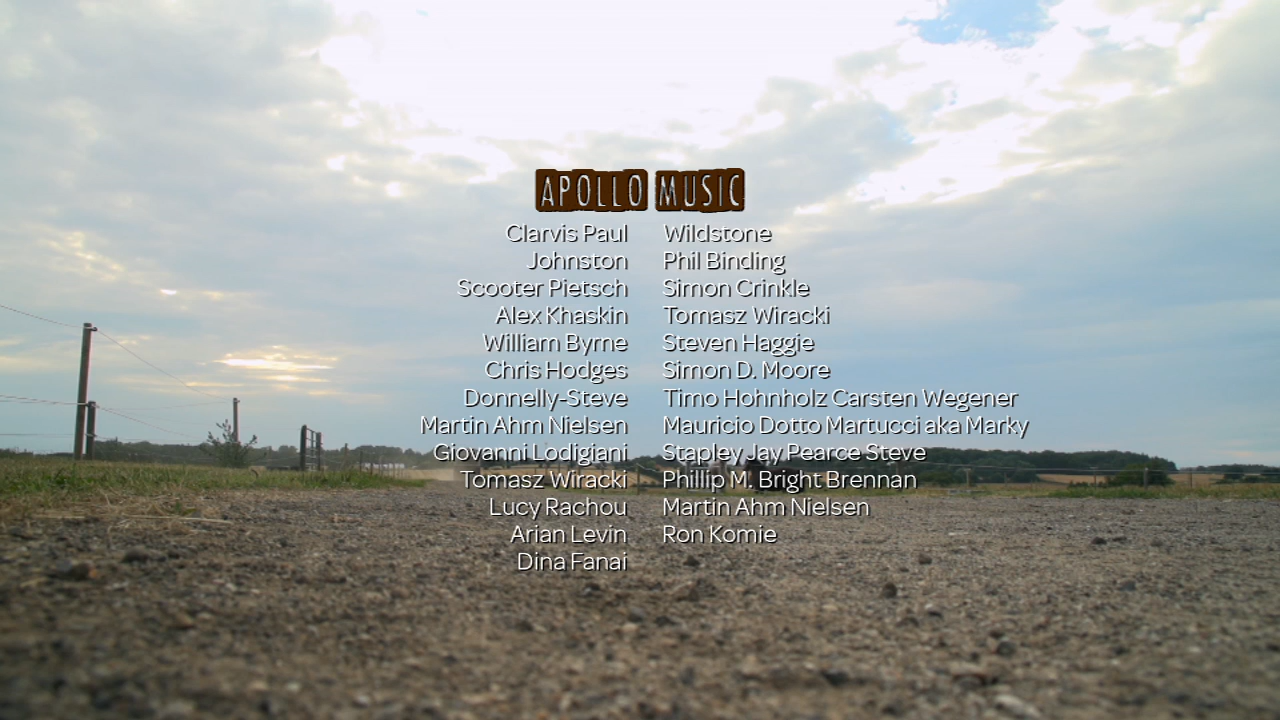 APOLLO MUSIC
Clarvis Paul Wildstone
Johnston Phil Binding
Scooter Pietsch Simon Crinkle
Alex Khaskin Tomasz Wiracki
William Byrne Steven Haggie
Chris Hodges Simon D. Moore
Donnelly-Steve Timo Hohnholz Carsten Wegener
Martin Ahm Nielsen Mauricio Dotto Martucci aka Marky
Giovanni Lodigiani Stapley Jay Pearce Steve
Tomasz Wiracki Phillip M. Bright Brennan
Lucy Rachou Martin Ahm Nielsen
Arian Levin Ron Komie
Dina Fanai